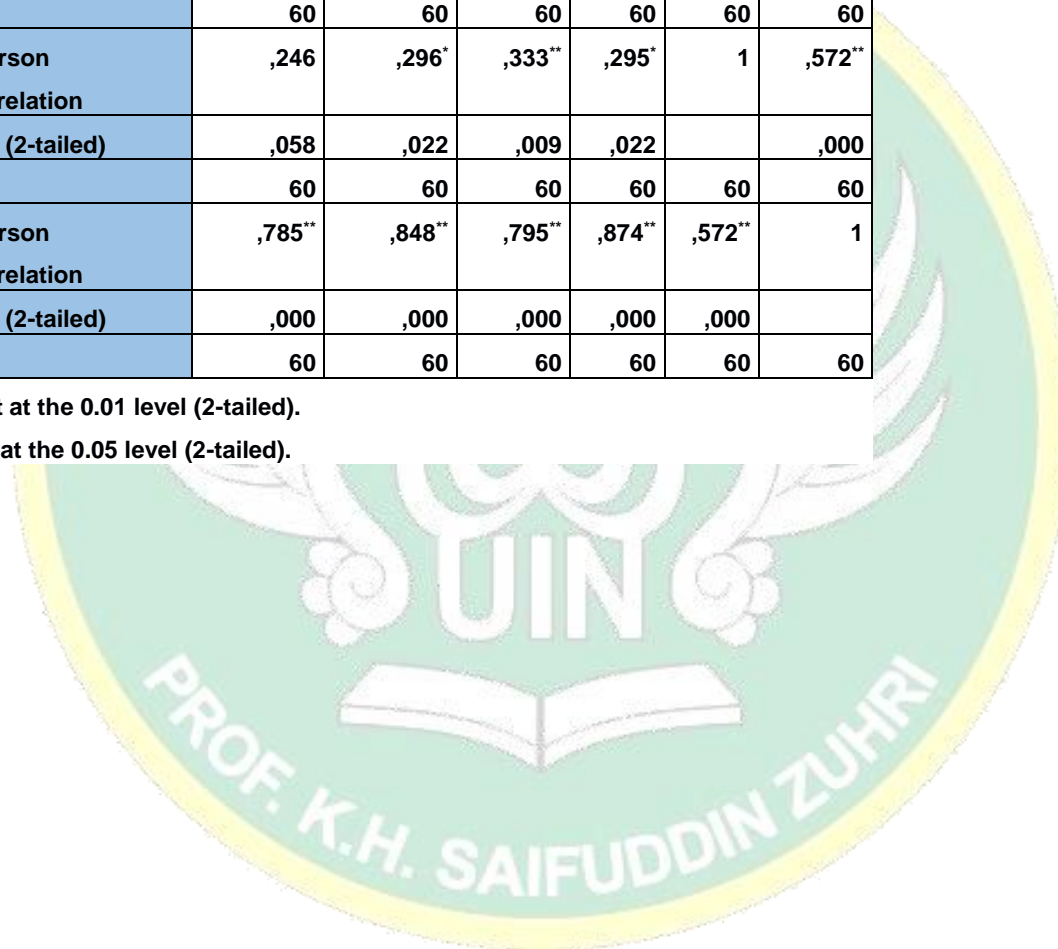 60 60 60 60 60 60
rson ,246 ,296* ,333** ,295* 1 ,572**
relation
(2-tailed) ,058 ,022 ,009 ,022 ,000
60 60 60 60 60 60
rson ,785** ,848** ,795** ,874** ,572** 1
relation
(2-tailed) ,000 ,000 ,000 ,000 ,000
60 60 60 60 60 60
t at the 0.01 level (2-tailed).
at the 0.05 level (2-tailed).
UIN
PROF. K.H. SAIFUDDIN ZUHRI